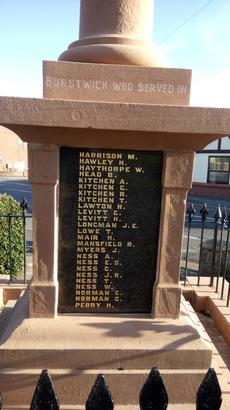 BURSTWICK WHO SERVED IN
HARRISON M.
HAWLEY H.
HAYTHORPE W.
HEAD B.
KITCHEN A.
KITCHEN C.
KITCHEN R.
KITCHEN T.
LAWTON H.
LEVITT C.
LEVITT H.
LONGMAN J.E.
LOWE T.
MAIR H.
MANSFIELD R.
MYERS J.
NESS A.
NESS E.D.
NESS C.
NESS J.R.
NESS T.
NESS W.
NORMAN C.
NORMAN C.
PERRY H.